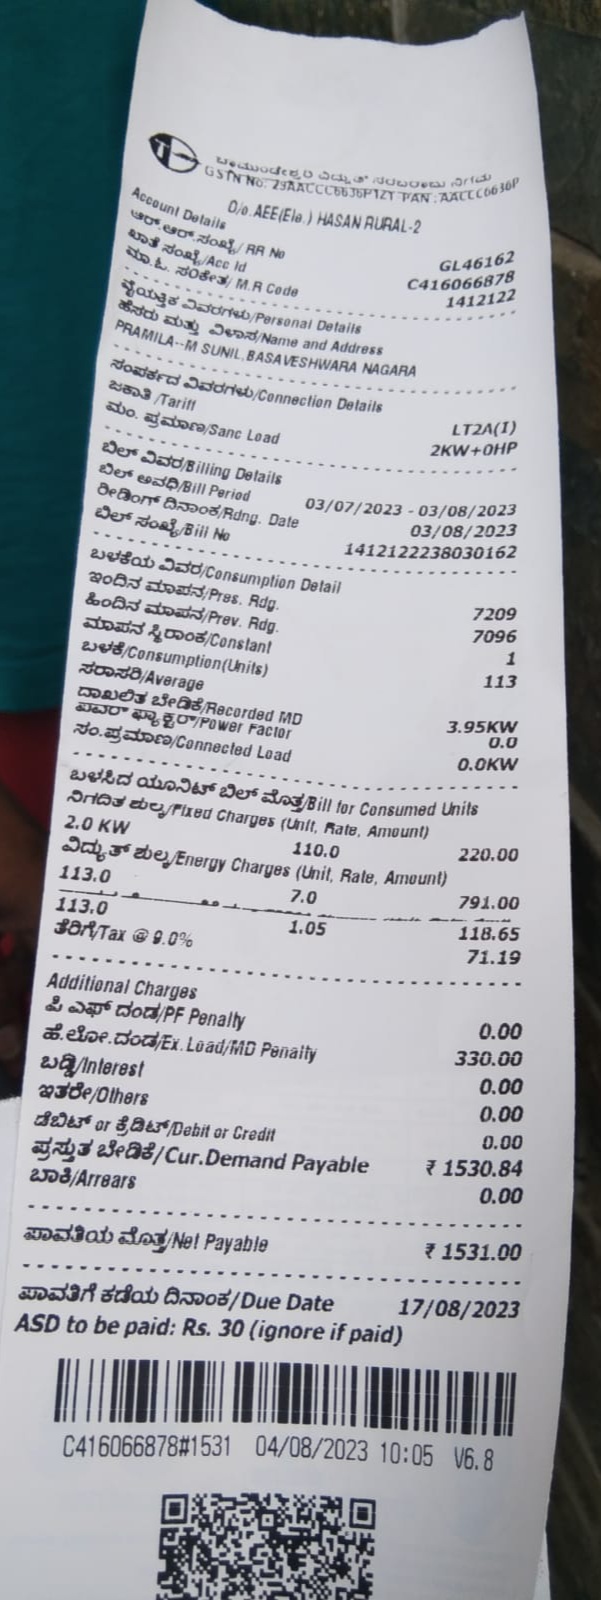 ಚಾಮುಂಡೇಶ್ವರಿ ವಿದ್ಯುತ್ ಸರಬರಾಜು ನಿಗಮ
GSTN No. 29AACCC6636P1ZY PAN : AACCC6636P
O/o. AEE(Ele.) HASAN RURAL-2
Account Details
ಆರ್.ಆರ್.ಸಂಖ್ಯೆ/ RR No GL46162
ಖಾತೆ ಸಂಖ್ಯೆ/Acc Id C416066878
ಮಾ.ಓ. ಸಂಕೇತ/ M.R Code 1412122
ವೈಯಕ್ತಿಕ ವಿವರಗಳು/Personal Details
ಹೆಸರು ಮತ್ತು ವಿಳಾಸ/Name and Address
PRAMILA--M SUNIL,BASAVESHWARA NAGARA
ಸಂಪರ್ಕದ ವಿವರಗಳು/Connection Details
ಜಕಾತಿ /Tariff LT2A(I)
ಮಂ. ಪ್ರಮಾಣ/Sanc Load 2KW+0HP
ಬಿಲ್ ವಿವರ/Billing Details
ಬಿಲ್ ಅವಧಿ/Bill Period 03/07/2023 - 03/08/2023
ರೀಡಿಂಗ್ ದಿನಾಂಕ/Rdng. Date 03/08/2023
ಬಿಲ್ ಸಂಖ್ಯೆ/Bill No 1412122238030162
ಬಳಕೆಯ ವಿವರ/Consumption Detail
ಇಂದಿನ ಮಾಪನ/Pres. Rdg. 7209
ಹಿಂದಿನ ಮಾಪನ/Prev. Rdg. 7096
ಮಾಪನ ಸ್ಥಿರಾಂಕ/Constant 1
ಬಳಕೆ/Consumption(Units) 113
ಸರಾಸರಿ/Average
ದಾಖಲಿತ ಬೇಡಿಕೆ/Recorded MD 3.95KW
ಪವರ್ ಫ್ಯಾಕ್ಟರ್/Power Factor 0.0
ಸಂ.ಪ್ರಮಾಣ/Connected Load 0.0KW
ಬಳಸಿದ ಯೂನಿಟ್ ಬಿಲ್ ಮೊತ್ತ/Bill for Consumed Units
ನಿಗದಿತ ಶುಲ್ಕ/Fixed Charges (Unit, Rate, Amount)
2.0 KW 110.0 220.00
ವಿದ್ಯುತ್ ಶುಲ್ಕ/Energy Charges (Unit, Rate, Amount)
113.0 7.0 791.00
113.0 1.05 118.65
ತೆರಿಗೆ/Tax @ 9.0% 71.19
Additional Charges
ಪಿ ಎಫ್ ದಂಡ/PF Penalty 0.00
ಹೆ.ಲೋ.ದಂಡ/Ex.Load/MD Penalty 330.00
ಬಡ್ಡಿ/Interest 0.00
ಇತರೇ/Others 0.00
ಡೆಬಿಟ್ or ಕ್ರೆಡಿಟ್/Debit or Credit 0.00
ಪ್ರಸ್ತುತ ಬೇಡಿಕೆ/Cur.Demand Payable ₹ 1530.84
ಬಾಕಿ/Arrears 0.00
ಪಾವತಿಯ ಮೊತ್ತ/Net Payable ₹ 1531.00
ಪಾವತಿಗೆ ಕಡೆಯ ದಿನಾಂಕ/Due Date 17/08/2023
ASD to be paid: Rs. 30 (ignore if paid)
C416066878#1531 04/08/2023 10:05 V6.8